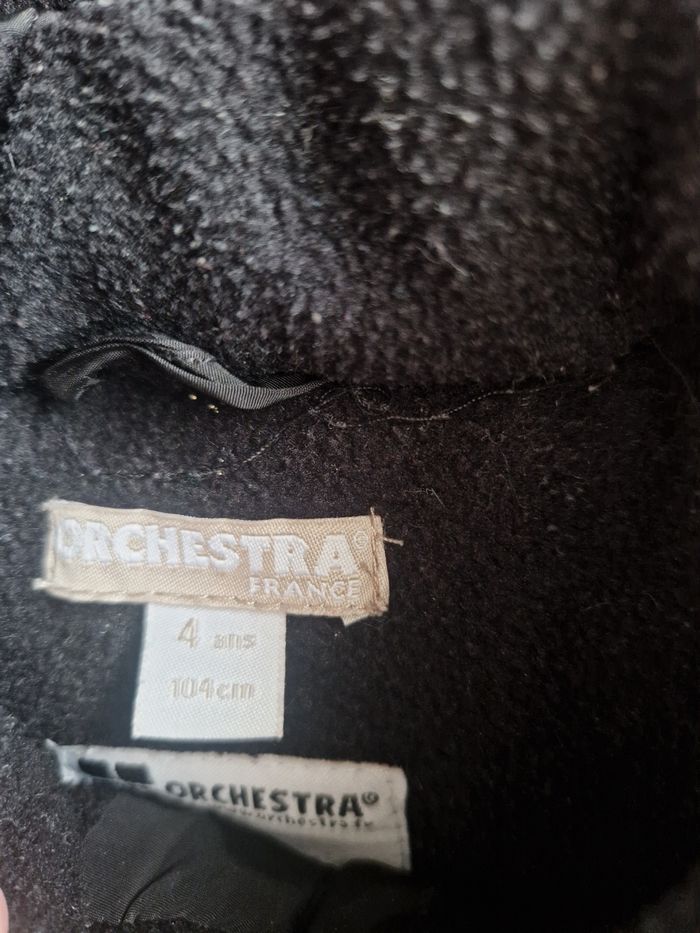 ORCHESTRA©
FRANCE
4 ans
104cm
ORCHESTRA®